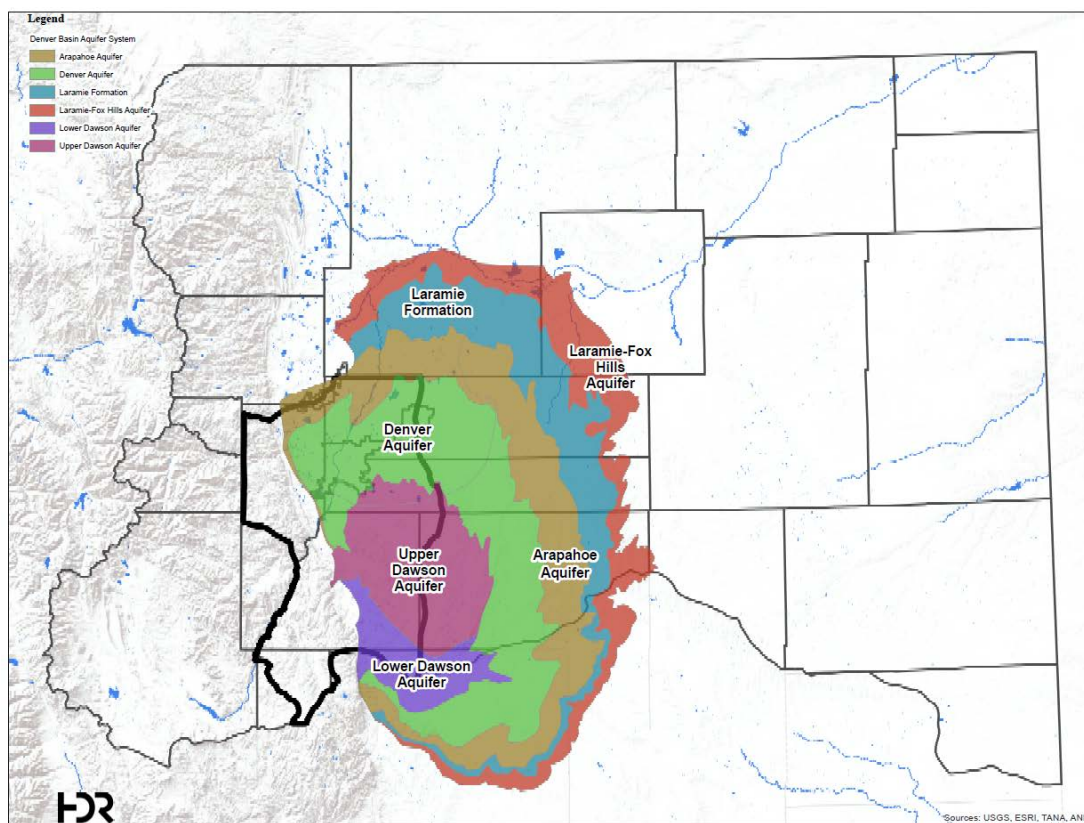 Legend
Denver Basin Aquifer System
Arapahoe Aquifer
Denver Aquifer
Laramie Formation
Laramie-Fox Hills Aquifer
Lower Dawson Aquifer
Upper Dawson Aquifer
Laramie
Formation
Laramie-Fox
Hills
Aquifer
Denver
Aquifer
Upper
Dawson
Aquifer
Arapahoe
Aquifer
Lower Dawson
Aquifer
HDR
Sources: USGS, ESRI, TANA, AN